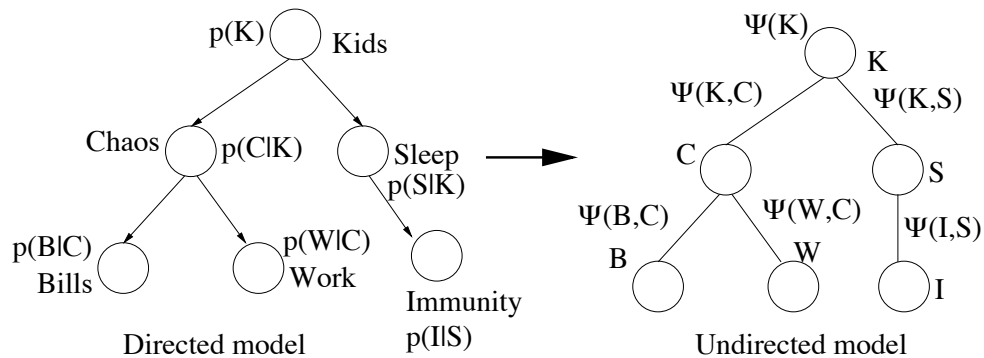 p(K)
Kids
Chaos
p(C|K)
Sleep
p(S|K)
p(B|C)
Bills
p(W|C)
Work
Immunity
p(I|S)
Directed model
Ψ(K)
K
Ψ(K,C)
Ψ(K,S)
C
S
Ψ(B,C)
Ψ(W,C)
Ψ(I,S)
B
W
I
Undirected model